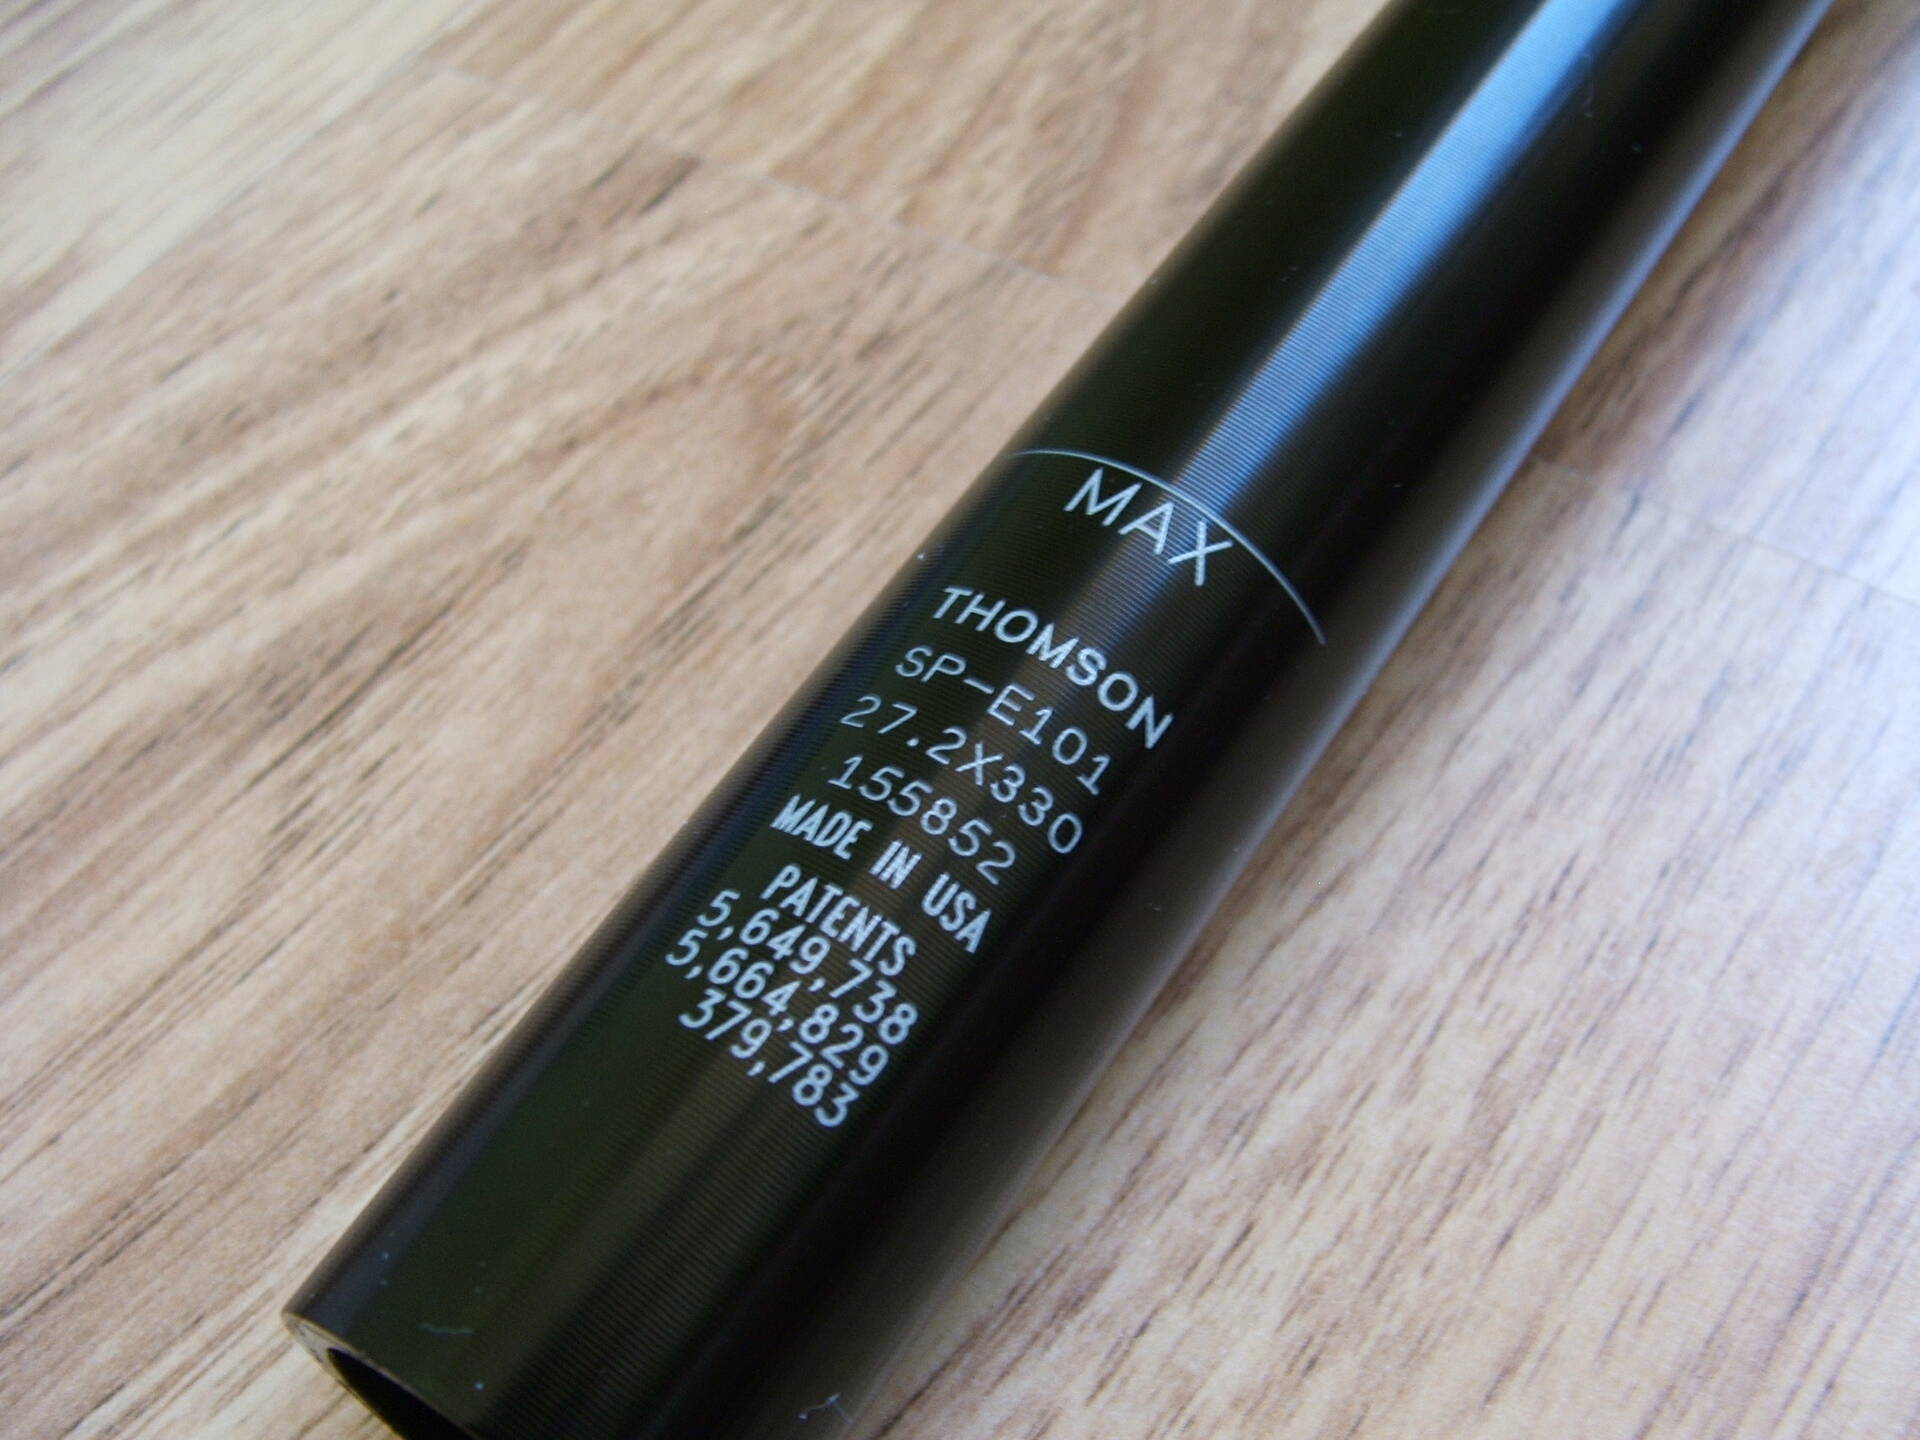 MAX
THOMSON
SP-E101
27.2X330
155852
MADE IN USA
PATENTS
5,649,738
5,664,829
379,783